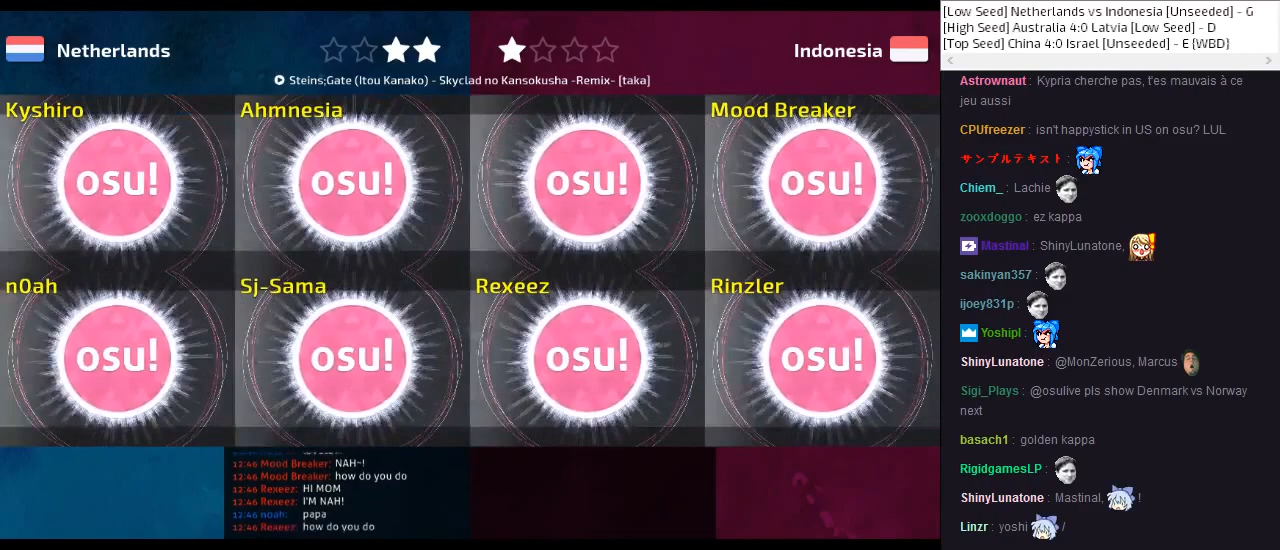 Netherlands
Indonesia
Steins;Gate (Itou Kanako) - Skyclad no Kansokusha -Remix- [taka]
Kyshiro
Ahmnesia
Mood Breaker
osu!
osu!
osu!
osu!
n0ah
Sj-Sama
Rexeez
Rinzler
osu!
osu!
osu!
osu!
12:46 Mood Breaker: NAH~!
12:46 Mood Breaker: how do you do
12:46 Rexeez: HI MOM
12:46 Rexeez: I'M NAH!
12:46 noah: papa
12:46 Rexeez: how do you do
[Low Seed] Netherlands vs Indonesia [Unseeded] - G
[High Seed] Australia 4:0 Latvia [Low Seed] - D
[Top Seed] China 4:0 Israel [Unseeded] - E {WBD}
Astrownaut : Kypria cherche pas, t'es mauvais à ce
jeu aussi
CPUfreezer : isn't happystick in US on osu? LUL
サンプルテキスト :
Chiem_ : Lachie
zooxdoggo : ez kappa
Mastinal : ShinyLunatone,
sakinyan357 :
ijoey831p :
Yoshipl :
ShinyLunatone : @MonZerious, Marcus
Sigi_Plays : @osulive pls show Denmark vs Norway
next
basach1 : golden kappa
RigidgamesLP :
ShinyLunatone : Mastinal, !
Linzr : yoshi /